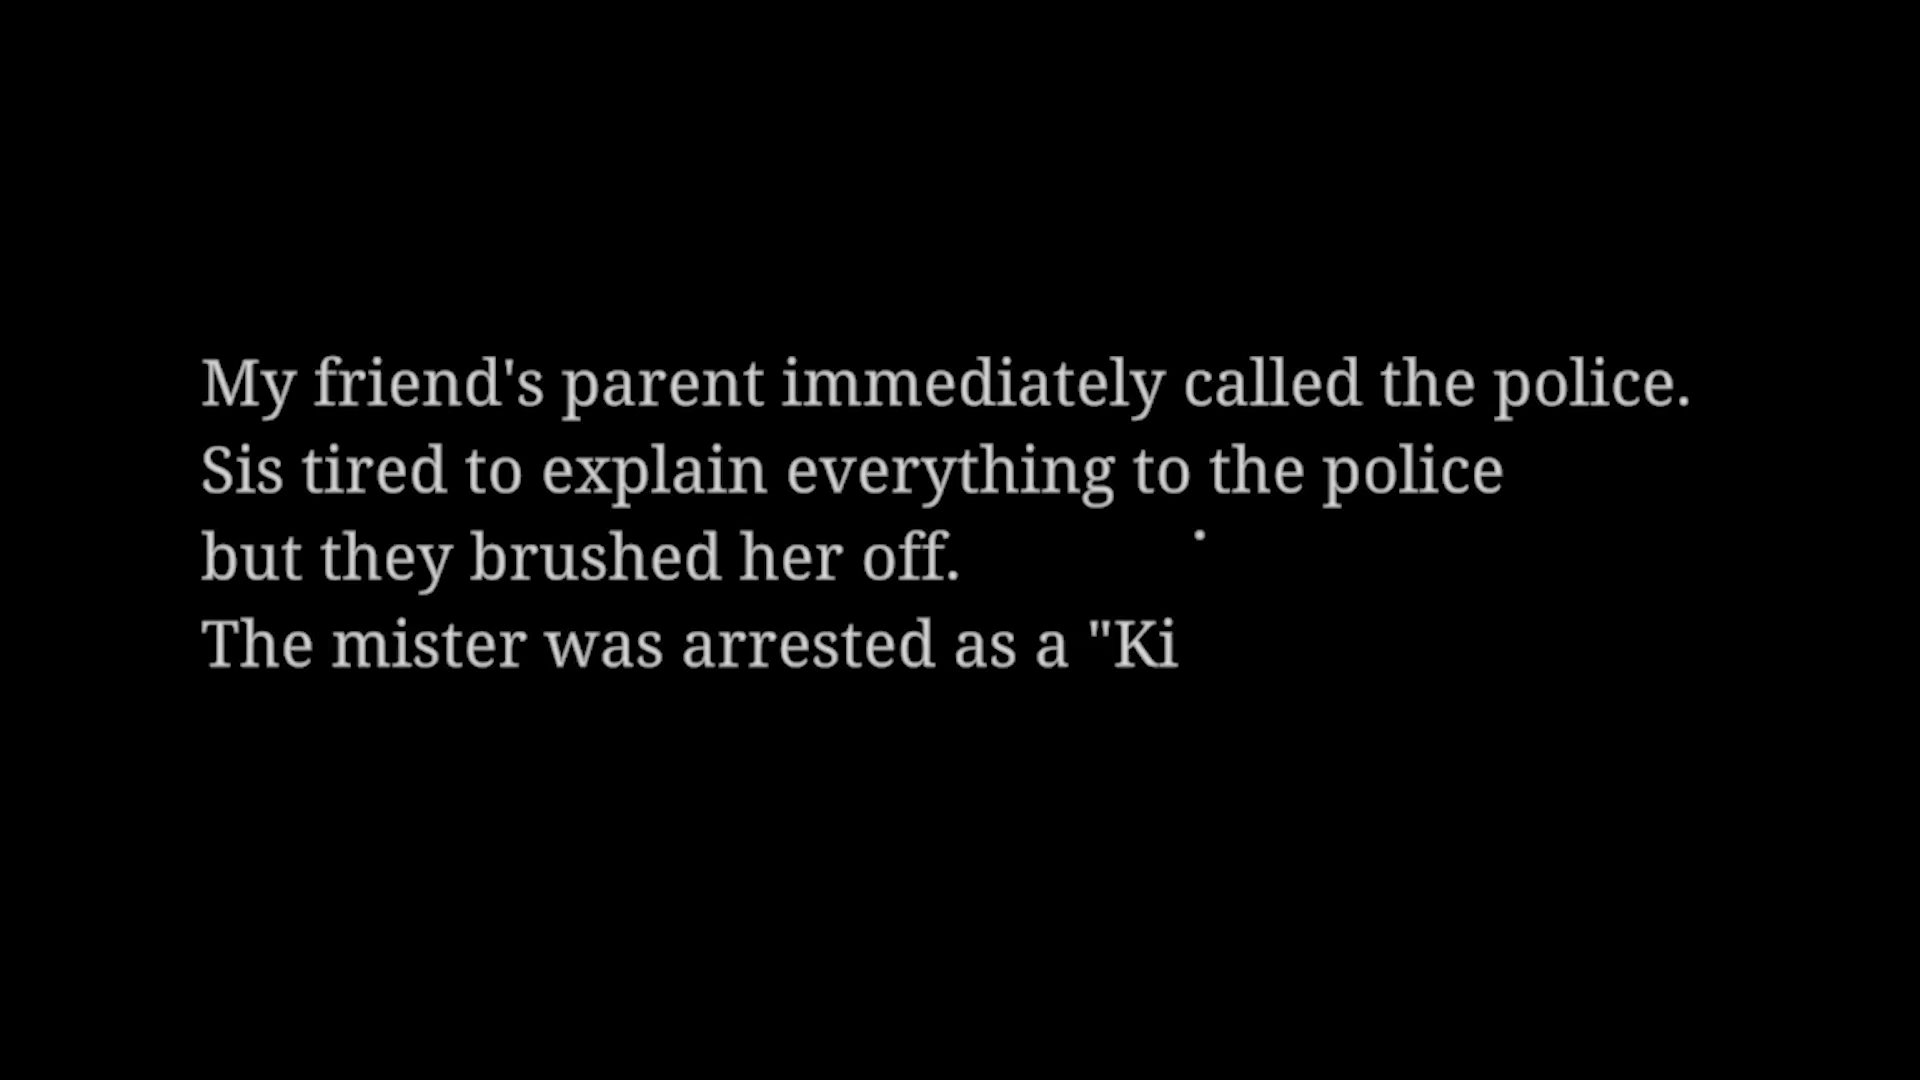 My friend's parent immediately called the police.
Sis tired to explain everything to the police
but they brushed her off.
The mister was arrested as a "Ki